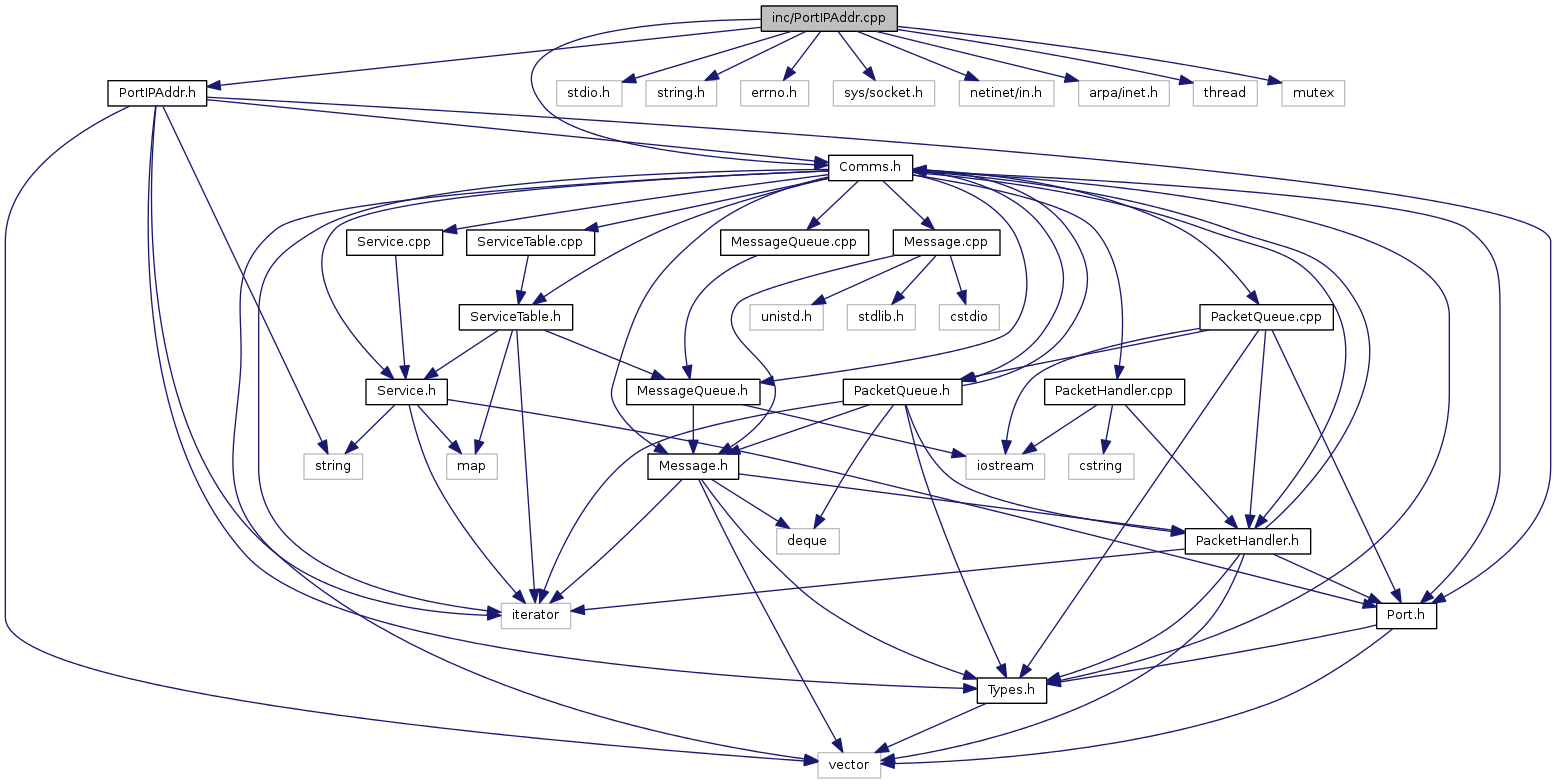 inc/PortIPAddr.cpp
PortIPAddr.h
stdio.h
string.h
errno.h
sys/socket.h
netinet/in.h
arpa/inet.h
thread
mutex
Comms.h
Service.cpp
ServiceTable.cpp
MessageQueue.cpp
Message.cpp
ServiceTable.h
unistd.h
stdlib.h
cstdio
PacketQueue.cpp
Service.h
MessageQueue.h
PacketQueue.h
PacketHandler.cpp
string
map
Message.h
iostream
cstring
deque
PacketHandler.h
iterator
Port.h
Types.h
vector